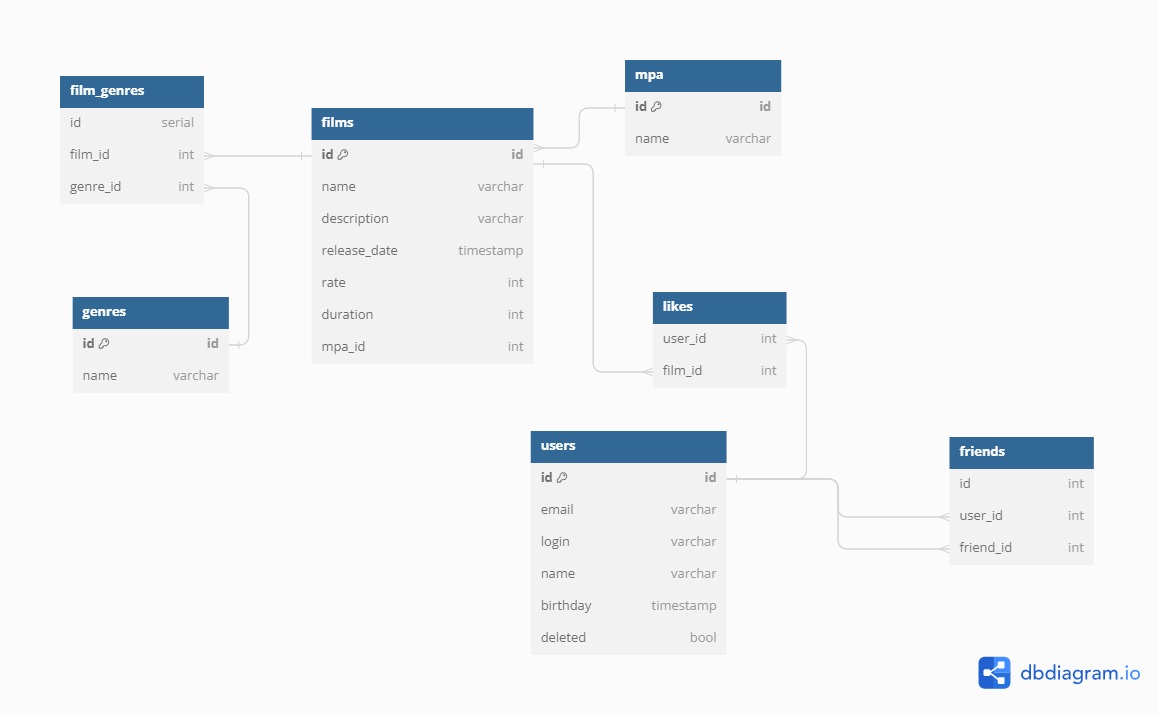 film_genres
id serial
film_id int
genre_id int
genres
id id
name varchar
films
id id
name varchar
description varchar
release_date timestamp
rate int
duration int
mpa_id int
mpa
id id
name varchar
likes
user_id int
film_id int
users
id id
email varchar
login varchar
name varchar
birthday timestamp
deleted bool
friends
id int
user_id int
friend_id int
dbdiagram.io